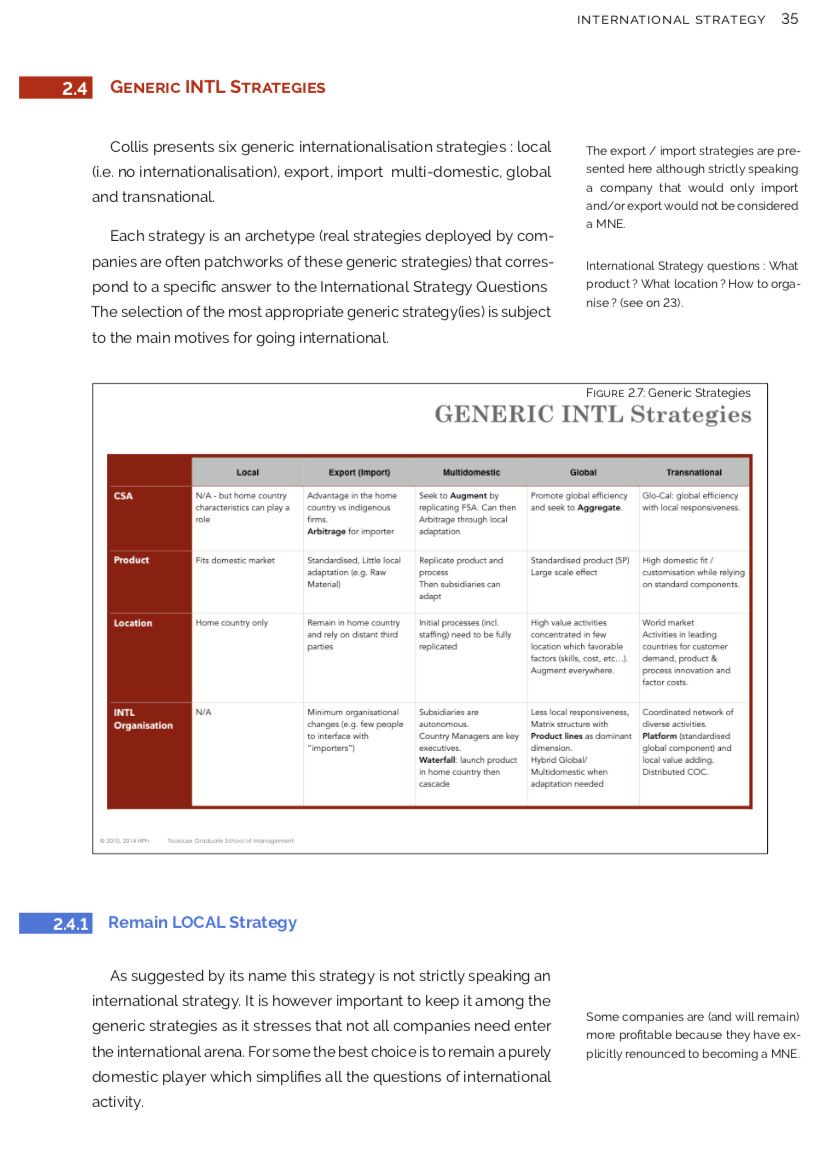 INTERNATIONAL STRATEGY 35
2.4 GENERIC INTL STRATEGIES
Collis presents six generic internationalisation strategies : local
(i.e. no internationalisation), export, import multi-domestic, global
and transnational.
The export / import strategies are pre-
sented here although strictly speaking
a company that would only import
and/or export would not be considered
a MNE.
Each strategy is an archetype (real strategies deployed by com-
panies are often patchworks of these generic strategies) that corres-
pond to a specific answer to the International Strategy Questions
The selection of the most appropriate generic strategy(ies) is subject
to the main motives for going international.
International Strategy questions : What
product ? What location ? How to orga-
nise ? (see on 23).
FIGURE 2.7: Generic Strategies
GENERIC INTL Strategies
Local Export (Import) Multidomestic Global Transnational
CSA
N/A - but home country
characteristics can play a
role
Advantage in the home
country vs indigenous
firms.
Arbitrage for importer
Seek to Augment by
replicating FSA. Can then
Arbitrage through local
adaptation
Promote global efficiency
and seek to Aggregate.
Glo-Cal: global efficiency
with local responsiveness.
Product
Fits domestic market
Standardised, Little local
adaptation (e.g. Raw
Material)
Replicate product and
process
Then subsidiaries can
adapt
Standardised product (5P)
Large scale effect
High domestic fit /
customisation while relying
on standard components.
Location
Home country only
Remain in home country
and rely on distant third
parties
Initial processes (incl.
staffing) need to be fully
replicated
High value activities
concentrated in few
location which favorable
factors (skills, cost, etc...).
Augment everywhere.
World market
Activities in leading
countries for customer
demand, product &
process innovation and
factor costs.
INTL
Organisation
N/A
Minimum organisational
changes (e.g. few people
to interface with
"importers")
Subsidiaries are
autonomous.
Country Managers are key
executives.
Waterfall: launch product
in home country then
cascade
Less local responsiveness,
Matrix structure with
Product lines as dominant
dimension.
Hybrid Global/
Multidomestic when
adaptation needed
Coordinated network of
diverse activities.
Platform (standardised
global component) and
local value adding.
Distributed COC.
© 2010, 2014 HPh Toulouse Graduate School of Management
2.4.1 Remain LOCAL Strategy
As suggested by its name this strategy is not strictly speaking an
international strategy. It is however important to keep it among the
generic strategies as it stresses that not all companies need enter
the international arena. For some the best choice is to remain a purely
domestic player which simplifies all the questions of international
activity.
Some companies are (and will remain)
more profitable because they have ex-
plicitly renounced to becoming a MNE.